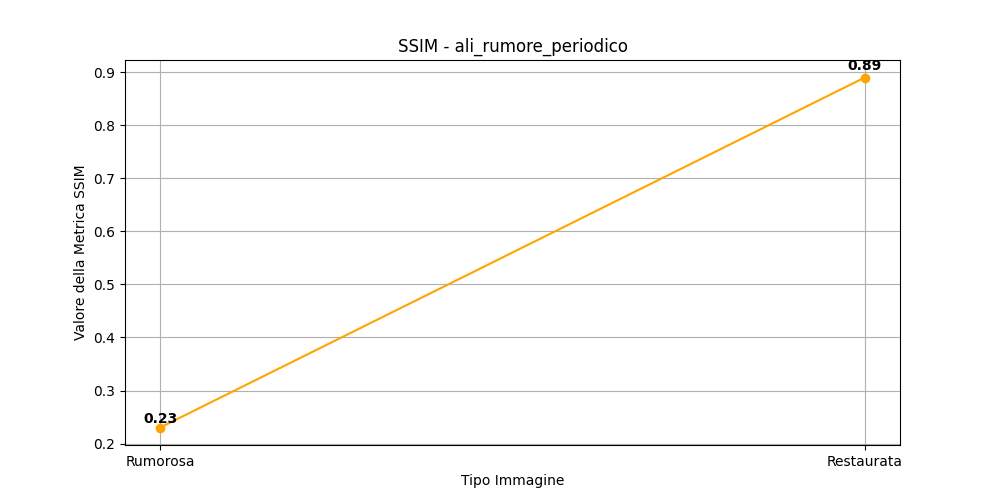 SSIM - ali_rumore_periodico
Valore della Metrica SSIM
0.9
0.8
0.7
0.6
0.5
0.4
0.3
0.2
0.89
0.23
Rumorosa
Restaurata
Tipo Immagine